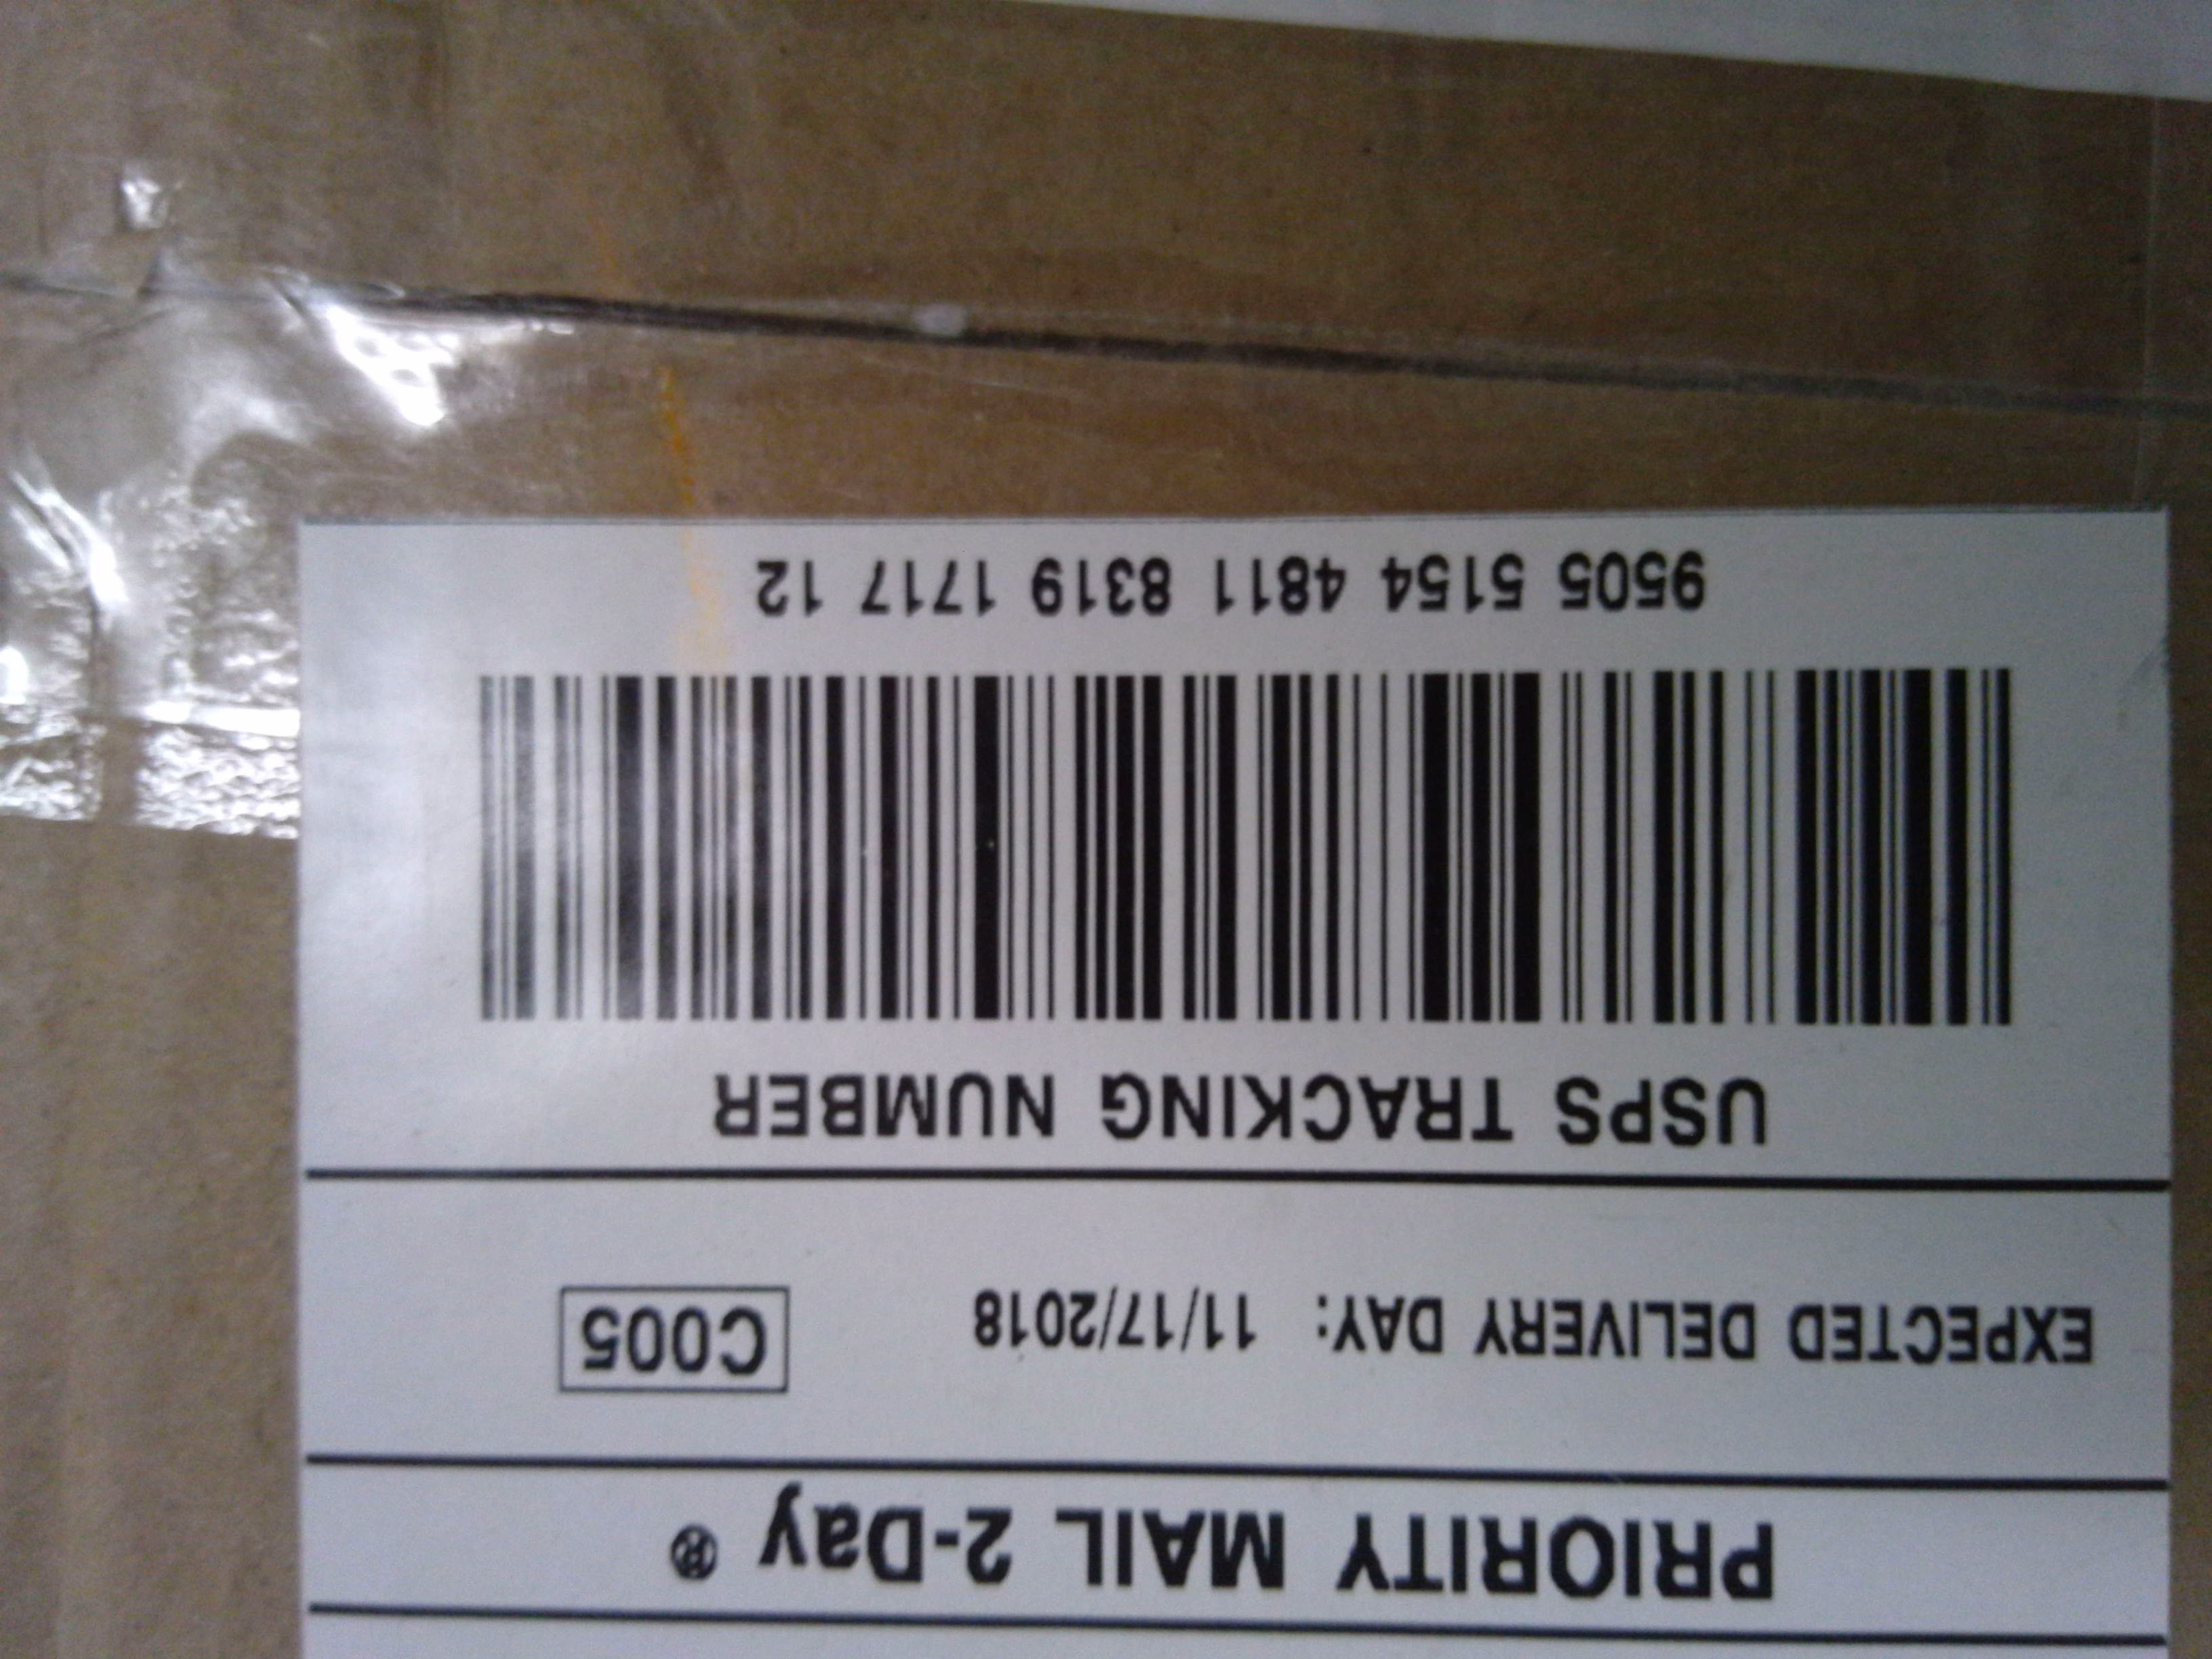 PRIORITY MAIL 2-Day ®
EXPECTED DELIVERY DAY: 11/17/2018
C005
USPS TRACKING NUMBER
9505 5154 4811 8319 1717 12